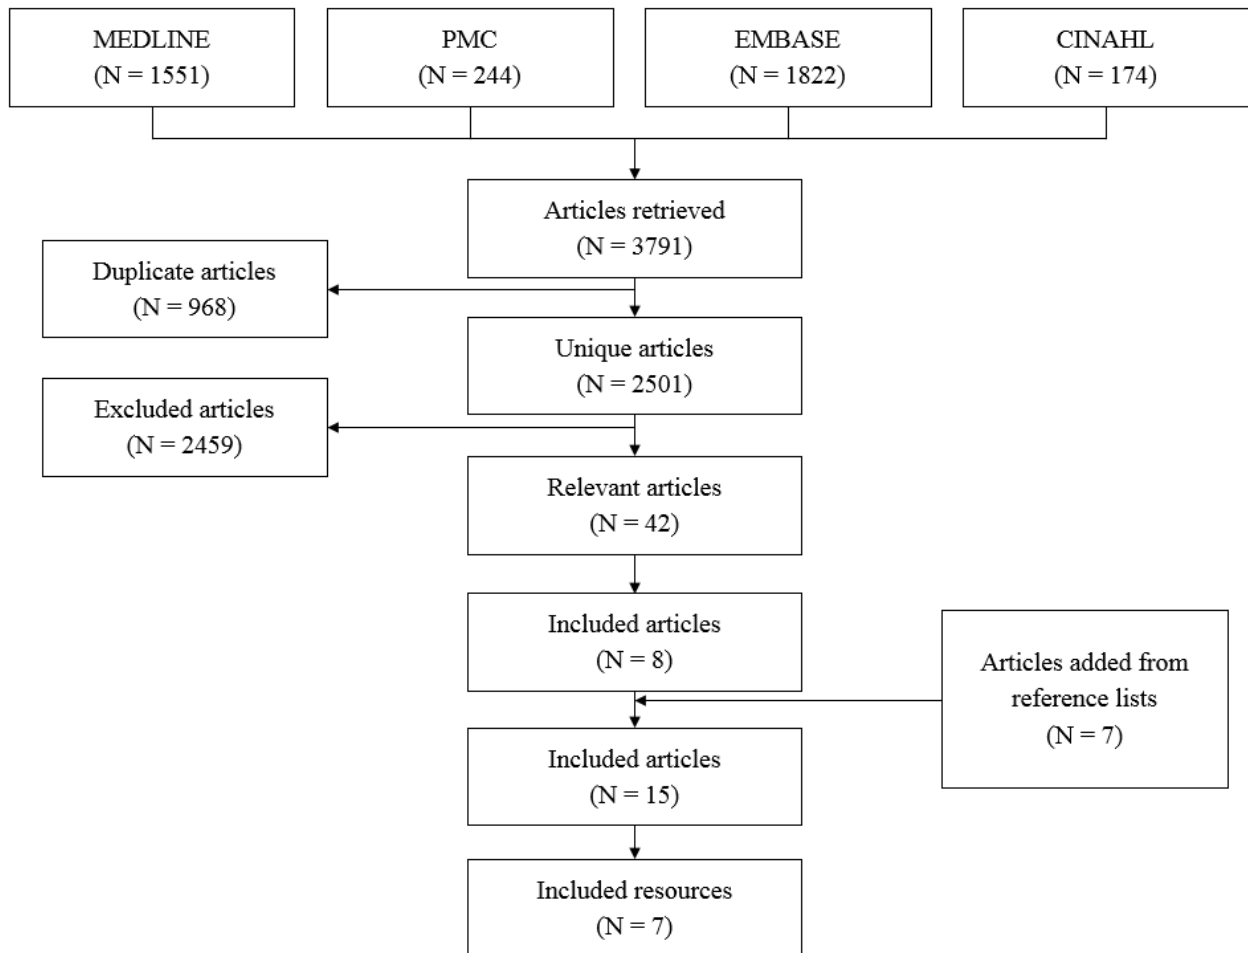 MEDLINE
(N = 1551)
PMC
(N = 244)
EMBASE
(N = 1822)
CINAHL
(N = 174)
Articles retrieved
(N = 3791)
Duplicate articles
(N = 968)
Unique articles
(N = 2501)
Excluded articles
(N = 2459)
Relevant articles
(N = 42)
Included articles
(N = 8)
Articles added from
reference lists
(N = 7)
Included articles
(N = 15)
Included resources
(N = 7)